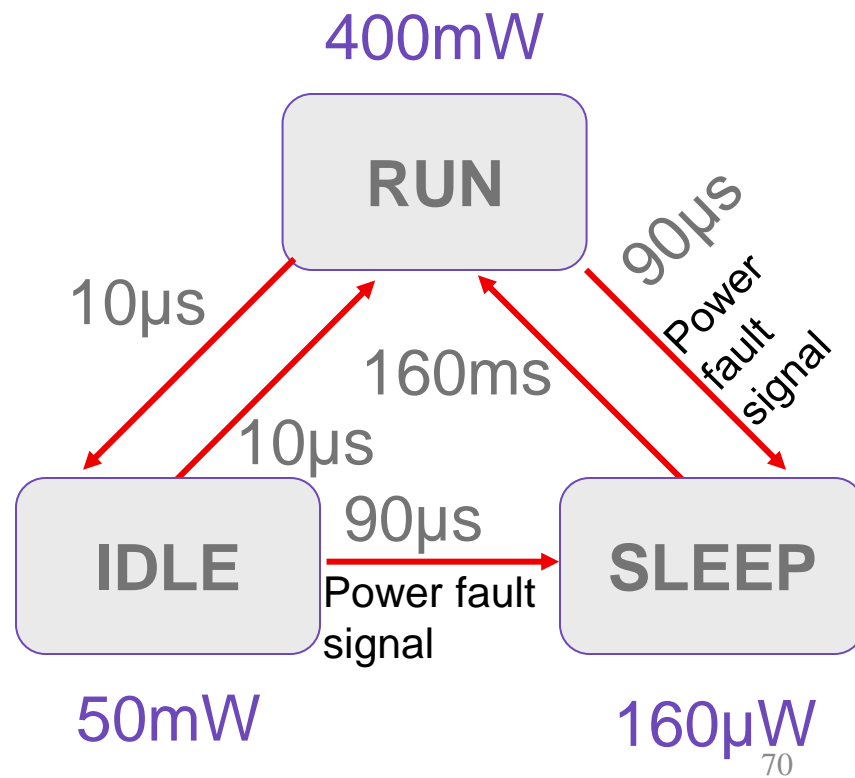 400mW
RUN
90µs
Power
fault
signal
10µs
160ms
10µs
90µs
IDLE
SLEEP
Power fault
signal
50mW
160µW
70